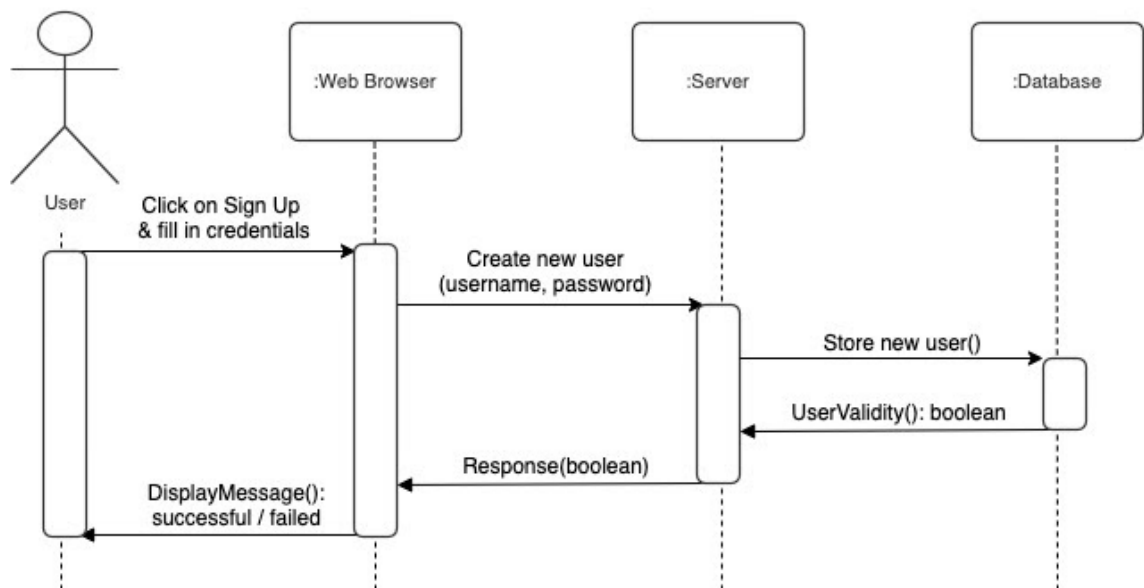 :Web Browser
:Server
:Database
User
Click on Sign Up
& fill in credentials
Create new user
(username, password)
Store new user()
UserValidity(): boolean
Response(boolean)
DisplayMessage():
successful / failed